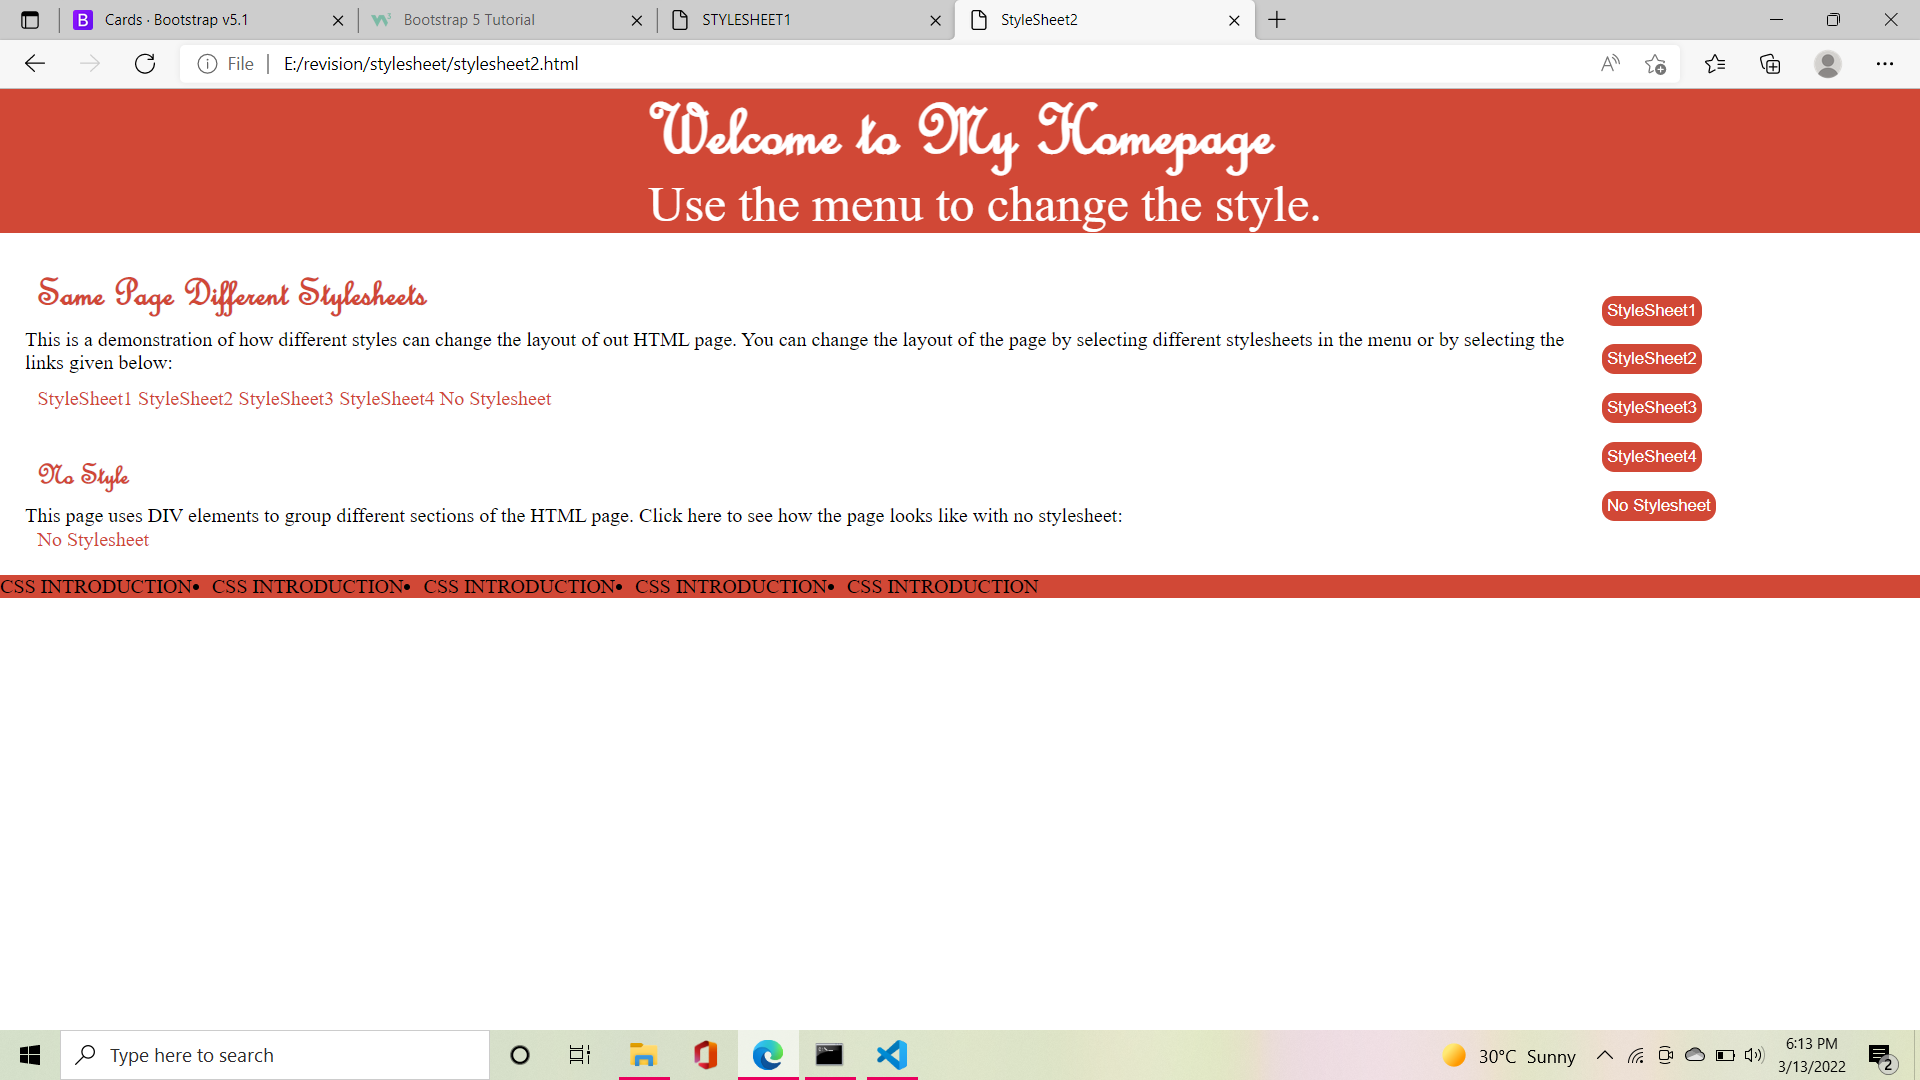 Cards · Bootstrap v5.1
Bootstrap 5 Tutorial
STYLESHEET1
StyleSheet2
File
E:/revision/stylesheet/stylesheet2.html
Welcome to My Homepage
Use the menu to change the style.
Same Page Different Stylesheets
This is a demonstration of how different styles can change the layout of out HTML page. You can change the layout of the page by selecting different stylesheets in the menu or by selecting the
links given below:
StyleSheet1 StyleSheet2 StyleSheet3 StyleSheet4 No Stylesheet
No Style
This page uses DIV elements to group different sections of the HTML page. Click here to see how the page looks like with no stylesheet:
No Stylesheet
StyleSheet1
StyleSheet2
StyleSheet3
StyleSheet4
No Stylesheet
CSS INTRODUCTION• CSS INTRODUCTION• CSS INTRODUCTION• CSS INTRODUCTION• CSS INTRODUCTION
Type here to search
30°C Sunny
6:13 PM
3/13/2022
2